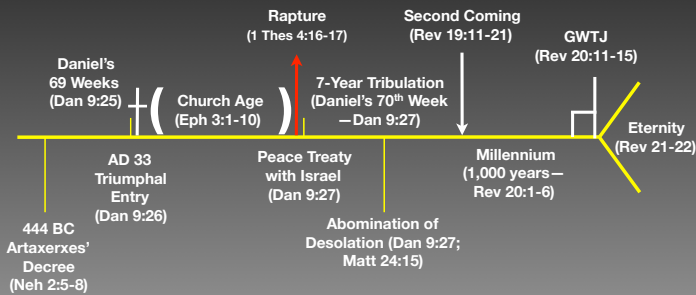 Rapture
(1 Thes 4:16-17)
Second Coming
(Rev 19:11-21)
GWTJ
(Rev 20:11-15)
Daniel's
69 Weeks
(Dan 9:25)
Church Age
(Eph 3:1-10)
7-Year Tribulation
(Daniel's 70th Week
—Dan 9:27)
Eternity
(Rev 21-22)
AD 33
Triumphal
Entry
(Dan 9:26)
Peace Treaty
with Israel
(Dan 9:27)
Millennium
(1,000 years—
Rev 20:1-6)
444 BC
Artaxerxes'
Decree
(Neh 2:5-8)
Abomination of
Desolation (Dan 9:27;
Matt 24:15)